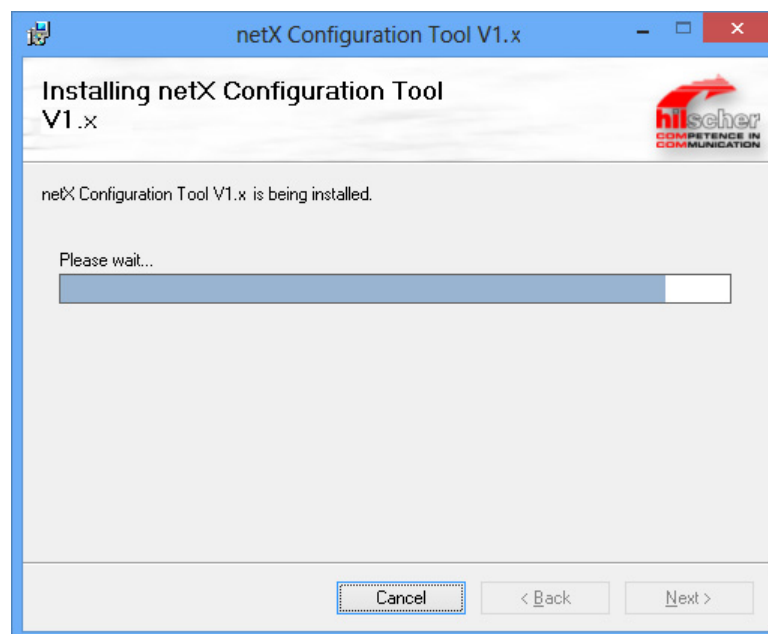 netX Configuration Tool V1.x
Installing netX Configuration Tool
V1.x
hilscher
COMPETENCE IN
COMMUNICATION
netX Configuration Tool V1.x is being installed.
Please wait...
Cancel
< Back
Next >